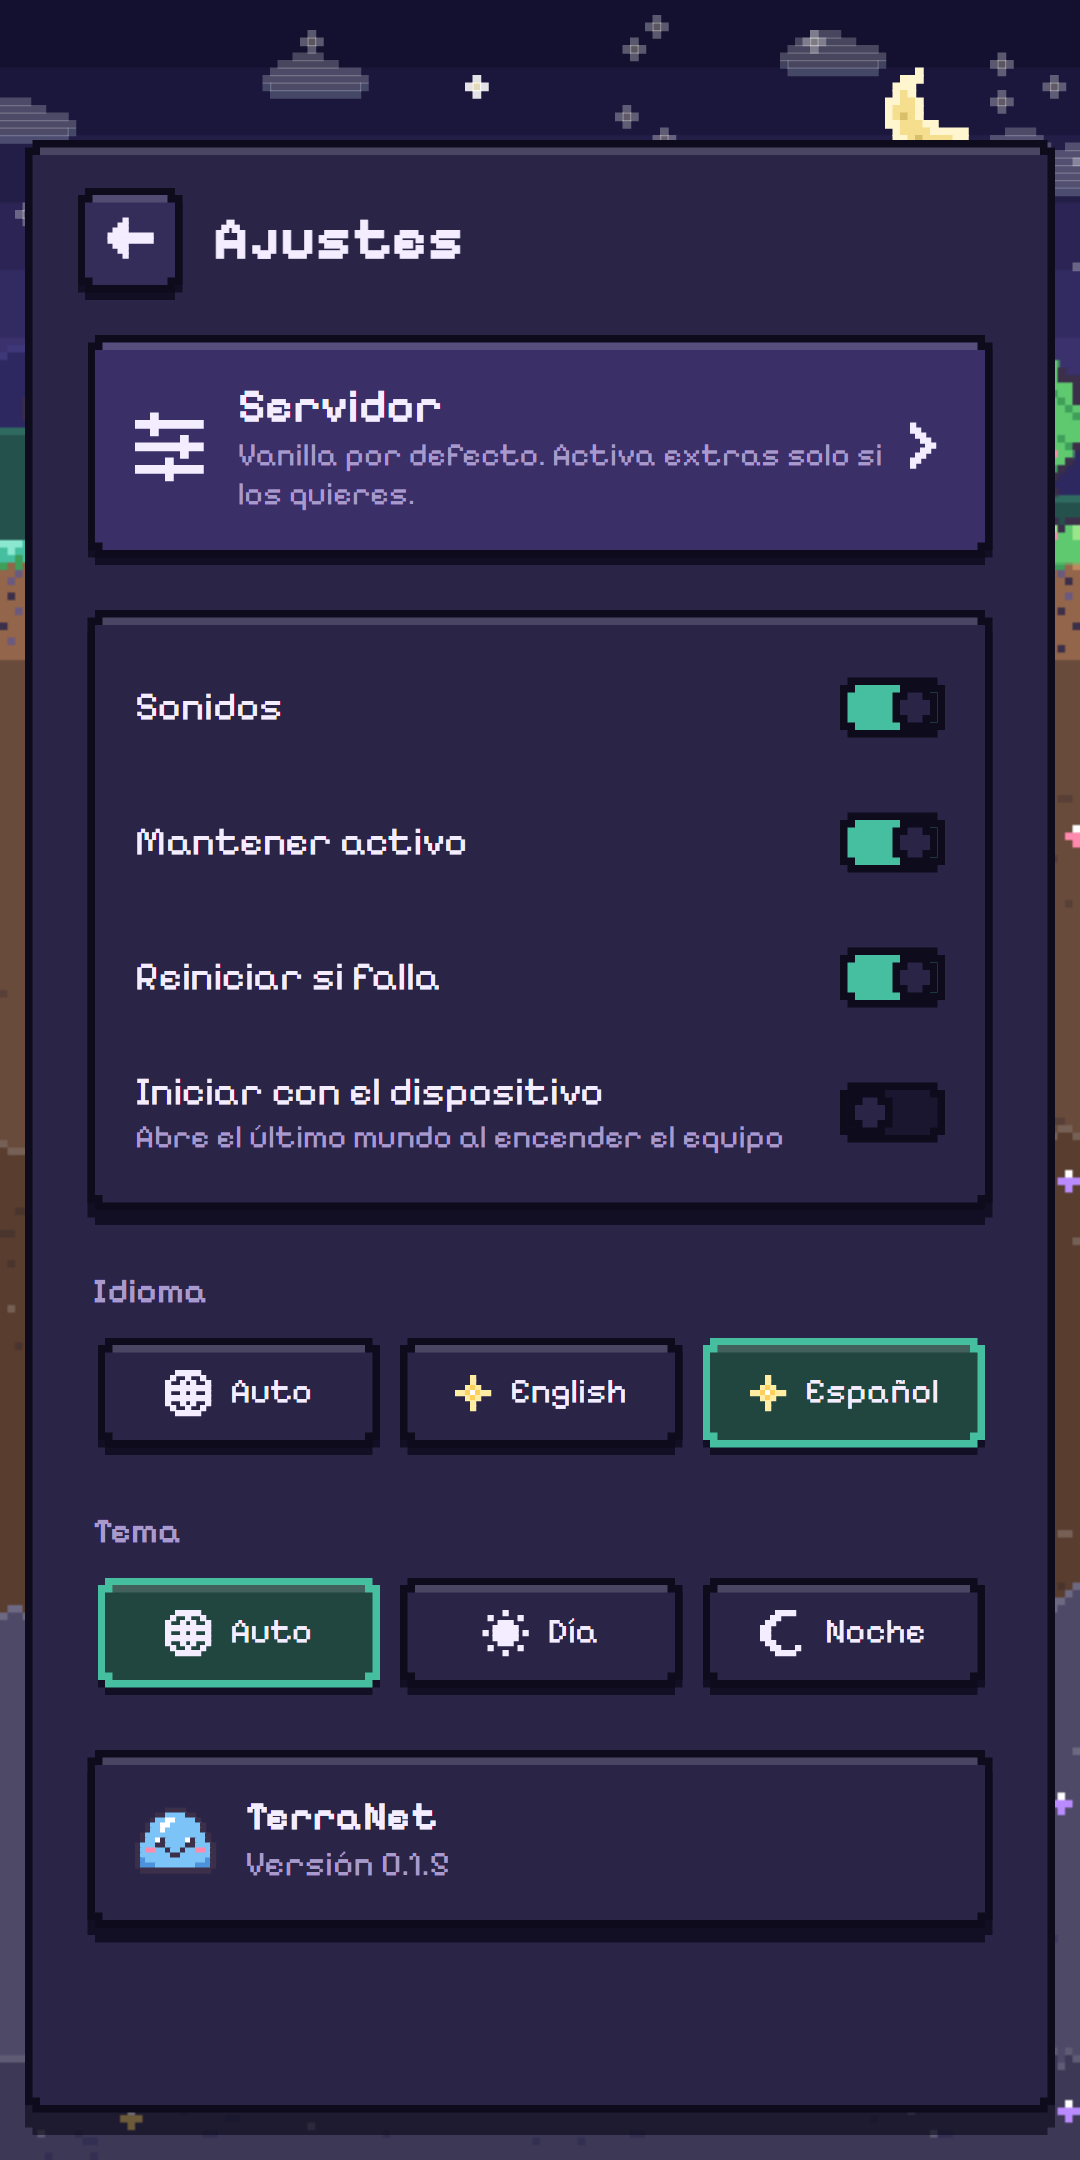 Ajustes
Servidor
Vanilla por defecto. Activa extras solo si
los quieres.
Sonidos
Mantener activo
Reiniciar si falla
Iniciar con el dispositivo
Abre el último mundo al encender el equipo
Idioma
Auto
English
Español
Tema
Auto
Día
Noche
TerraNet
Versión 0.1.8